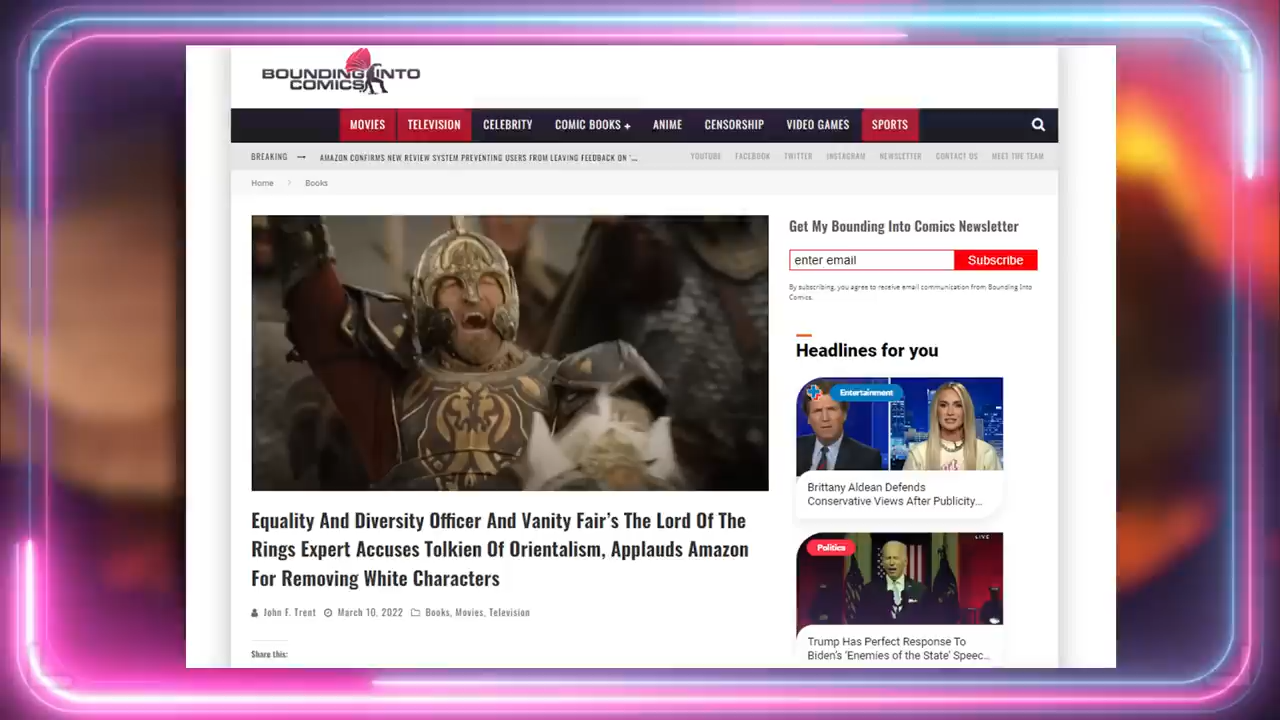 BOUNDING INTO
COMICS
MOVIES TELEVISION CELEBRITY COMIC BOOKS + ANIME CENSORSHIP VIDEO GAMES SPORTS
BREAKING → AMAZON CONFIRMS NEW REVIEW SYSTEM PREVENTING USERS FROM LEAVING FEEDBACK ON '... YOUTUBE FACEBOOK TWITTER INSTAGRAM NEWSLETTER CONTACT US MEET THE TEAM
Home > Books
Equality And Diversity Officer And Vanity Fair's The Lord Of The
Rings Expert Accuses Tolkien Of Orientalism, Applauds Amazon
For Removing White Characters
John F. Trent March 10, 2022 Books, Movies, Television
Share this:
Get My Bounding Into Comics Newsletter
enter email Subscribe
By subscribing, you agree to receive email communication from Bounding Into
Comics.
Headlines for you
Entertainment
Brittany Aldean Defends
Conservative Views After Publicity...
LIVE
Politics
Trump Has Perfect Response To
Biden's 'Enemies of the State' Speec...